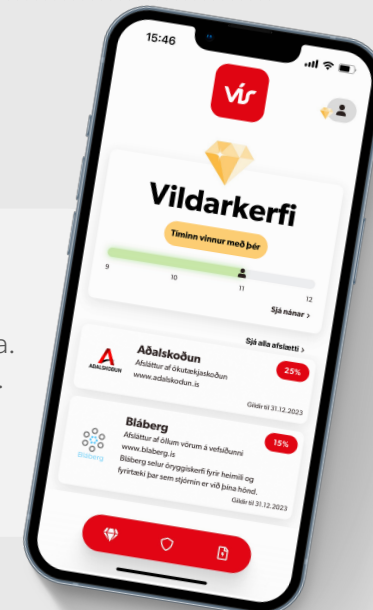 15:46
vís
Vildarkerfi
Tíminn vinnur með þér
9 10 11 12
Sjá nánar >
Sjá alla afslætti >
Aðalskoðun
25%
Afsláttur af ökutækjaskoðun
www.adalskodun.is
AÐALSKOÐUN
Gildir til 31.12.2023
Bláberg
15%
Afsláttur af öllum vörum á vefsíðunni
www.blaberg.is
Bláberg selur öryggiskerfi fyrir heimili og
fyrirtæki þar sem stjórnin er við þína hönd.
Bláberg
Gildir til 31.12.2023
a.
.